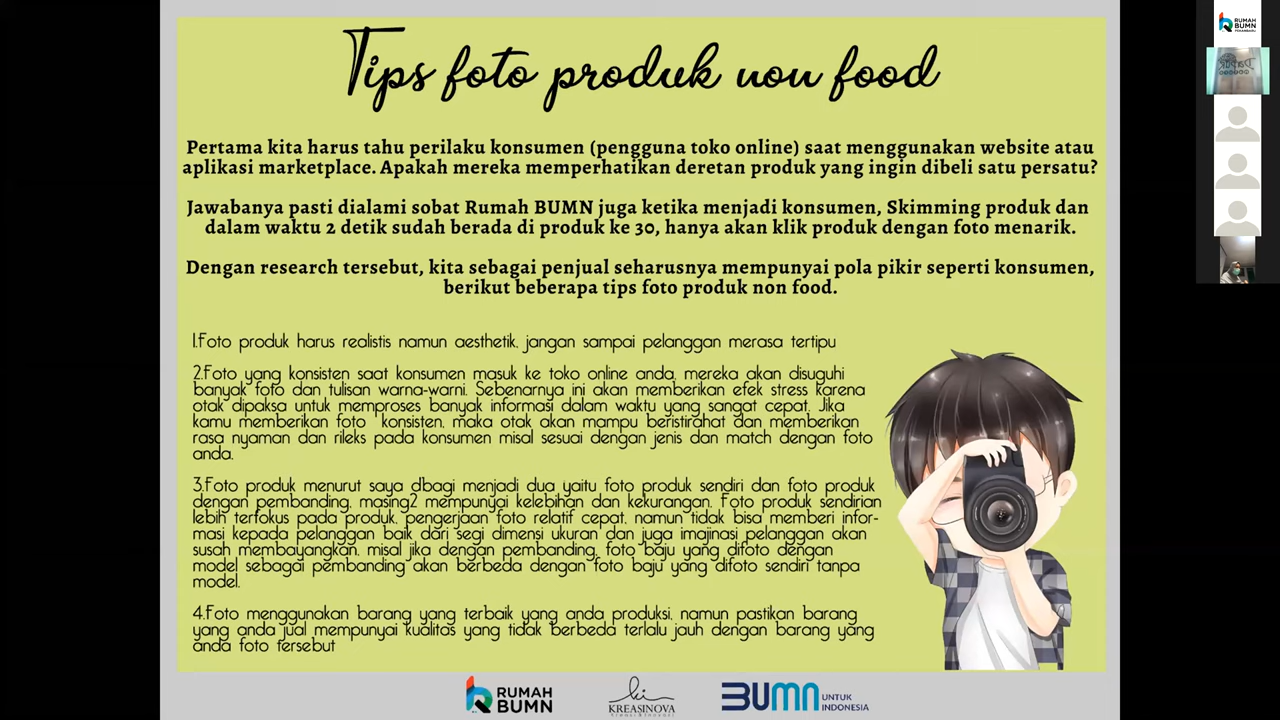 Tips foto produk non food
Pertama kita harus tahu perilaku konsumen (pengguna toko online) saat menggunakan website atau
aplikasi marketplace. Apakah mereka memperhatikan deretan produk yang ingin dibeli satu persatu?
Jawabanya pasti dialami sobat Rumah BUMN juga ketika menjadi konsumen, Skimming produk dan
dalam waktu 2 detik sudah berada di produk ke 30, hanya akan klik produk dengan foto menarik.
Dengan research tersebut, kita sebagai penjual seharusnya mempunyai pola pikir seperti konsumen,
berikut beberapa tips foto produk non food.
1.Foto produk harus realistis namun aesthetik, jangan sampai pelanggan merasa tertipu
2.Foto yang konsisten saat konsumen masuk ke toko online anda, mereka akan disuguhi
banyak foto dan tulisan warna-warni. Sebenarnya ini akan memberikan efek stress karena
otak dipaksa untuk memproses banyak informasi dalam waktu yang sangat cepat. Jika
kamu memberikan foto konsisten, maka otak akan mampu beristirahat dan memberikan
rasa nyaman dan rileks pada konsumen misal sesuai dengan jenis dan match dengan foto
anda.
3.Foto produk menurut saya dbagi menjadi dua yaitu foto produk sendiri dan foto produk
dengan pembanding, masing2 mempunyai kelebihan dan kekurangan. Foto produk sendirian
lebih terfokus pada produk, pengerjaan foto relatif cepat, namun tidak bisa memberi infor-
masi kepada pelanggan baik dari segi dimensi ukuran dan juga imajinasi pelanggan akan
susah membayangkan, misal jika dengan pembanding, foto baju yang difoto dengan
model sebagai pembanding akan berbeda dengan foto baju yang difoto sendiri tanpa
model.
4.Foto menggunakan barang yang terbaik yang anda produksi, namun pastikan barang
yang anda jual mempunyai kualitas yang tidak berbeda terlalu jauh dengan barang yang
anda foto tersebut
RUMAH
BUMN
KREASINOVA
BUMN UNTUK
INDONESIA
RUMAH
BUMN
PEKANBARU